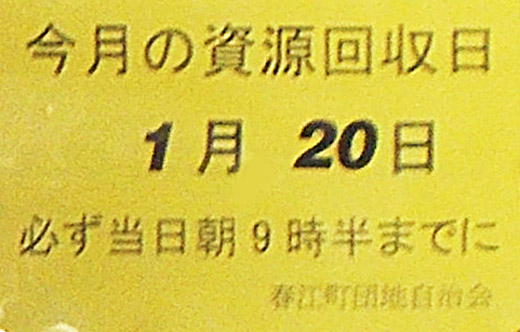 今月の資源回収日
1月 20日
必ず当日朝9時半までに
春江町団地自治会